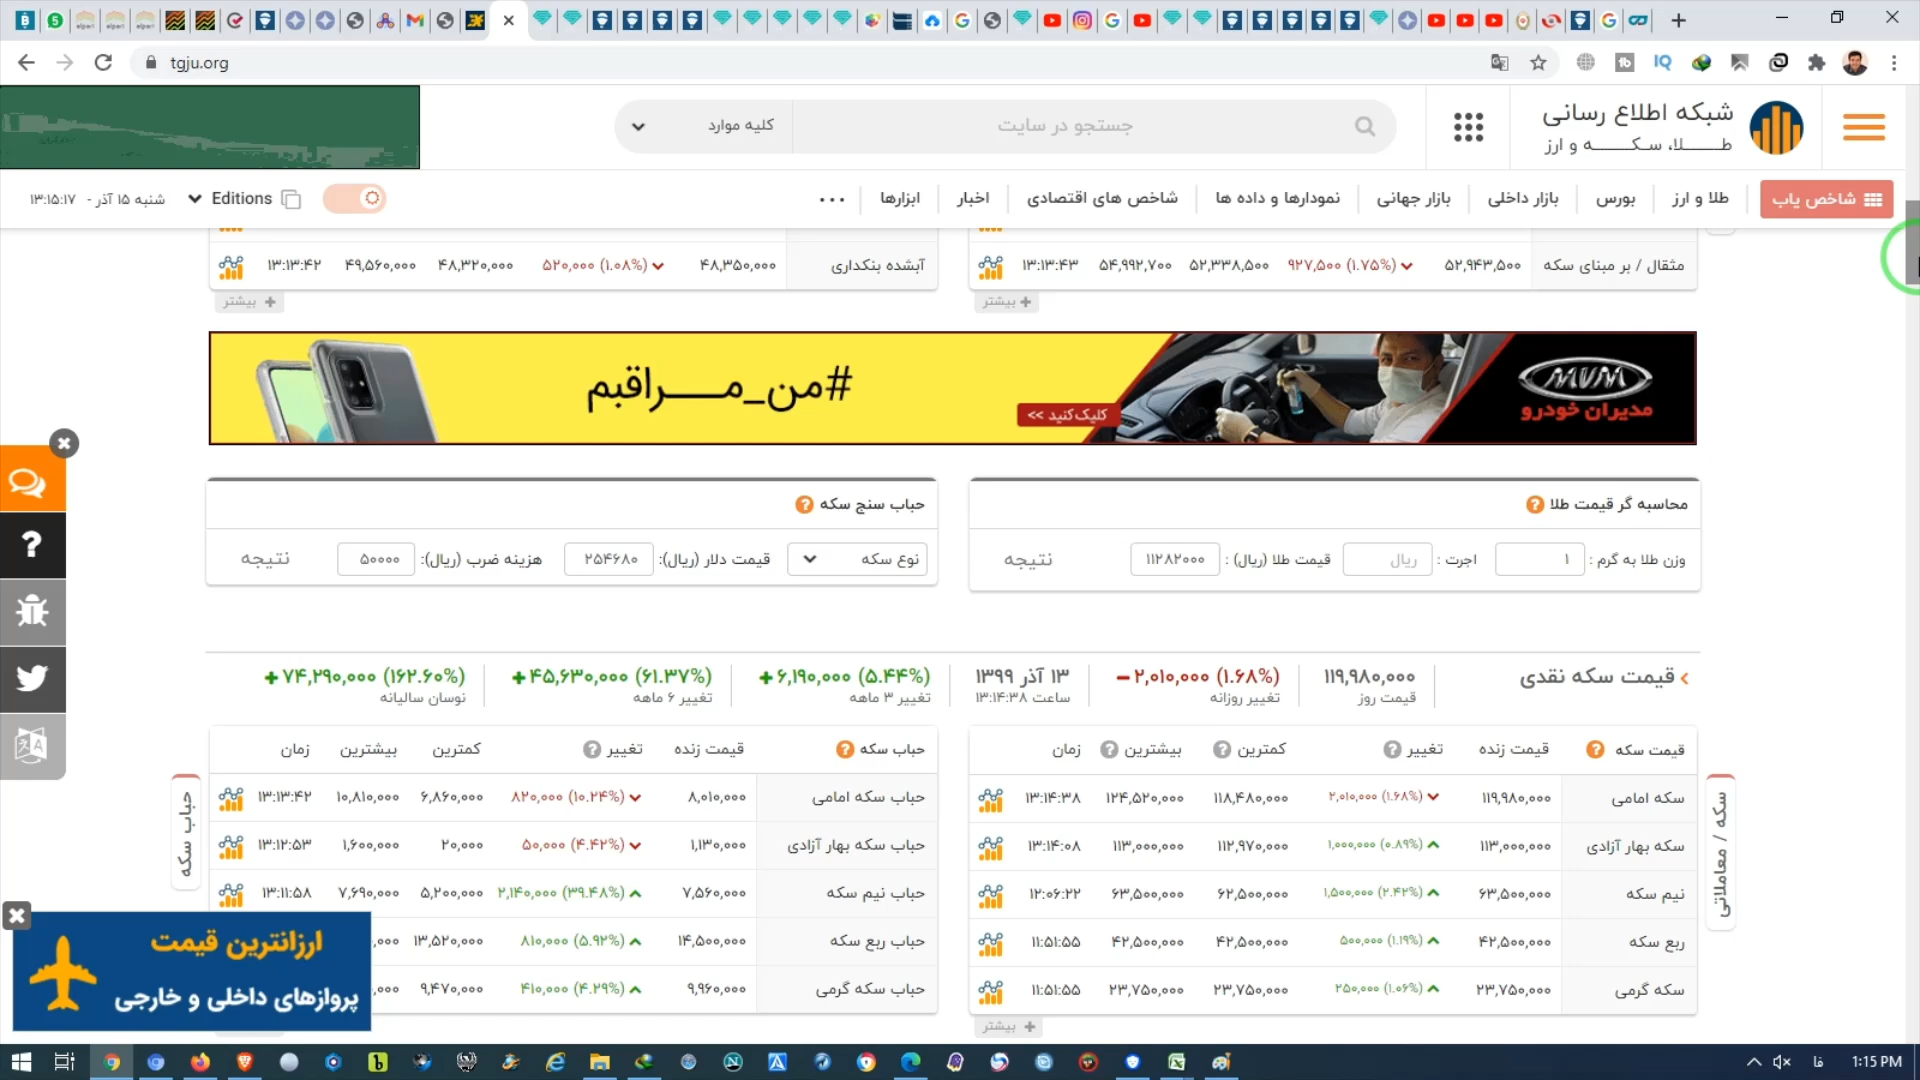 tgju.org
شبکه اطلاع رسانی
طـــلا، سـکـــــه و ارز
جستجو در سایت
کلیه موارد
شاخص یاب
طلا و ارز
بورس
بازار داخلی
بازار جهانی
نمودارها و داده ها
شاخص های اقتصادی
اخبار
ابزارها
...
Editions
شنبه ۱۵ آذر - ۱۳:۱۵:۱۷
مثقال / بر مبنای سکه ۵۲,۹۴۳,۵۰۰ (۱.۷۵%) ۹۲۷,۵۰۰ ۵۲,۳۳۸,۵۰۰ ۵۴,۹۹۲,۷۰۰ ۱۳:۱۳:۴۳
بیشتر +
آبشده بنکداری ۴۸,۳۵۰,۰۰۰ (۱.۰۸%) ۵۲۰,۰۰۰ ۴۸,۳۲۰,۰۰۰ ۴۹,۵۶۰,۰۰۰ ۱۳:۱۳:۴۲
بیشتر +
MVM
مدیران خودرو
#من_مــــراقبم
کلیک کنید >>
محاسبه گر قیمت طلا ?
وزن طلا به گرم : ۱ اجرت : ریال قیمت طلا (ریال) : ۱۱۲۸۲۰۰۰ نتیجه
حباب سنج سکه ?
نوع سکه قیمت دلار (ریال): ۲۵۴۶۸۰ هزینه ضرب (ریال): ۵۰۰۰۰ نتیجه
قیمت سکه نقدی
۱۱۹,۹۸۰,۰۰۰
قیمت روز
(۱.۶۸%) ۲,۰۱۰,۰۰۰−
تغییر روزانه
۱۳ آذر ۱۳۹۹
ساعت ۱۳:۱۴:۳۸
(۵.۴۴%) ۶,۱۹۰,۰۰۰+
تغییر ۳ ماهه
(۶۱.۳۷%) ۴۵,۶۳۰,۰۰۰+
تغییر ۶ ماهه
(۱۶۲.۶۰%) ۷۴,۲۹۰,۰۰۰+
نوسان سالیانه
قیمت سکه ? قیمت زنده تغییر ? کمترین ? بیشترین ? زمان
سکه امامی ۱۱۹,۹۸۰,۰۰۰ (۱.۶۸%) ۲,۰۱۰,۰۰۰ ۱۱۸,۴۸۰,۰۰۰ ۱۲۴,۵۲۰,۰۰۰ ۱۳:۱۴:۳۸
سکه بهار آزادی ۱۱۳,۰۰۰,۰۰۰ (۰.۸۹%) ۱,۰۰۰,۰۰۰ ۱۱۲,۹۷۰,۰۰۰ ۱۱۳,۰۰۰,۰۰۰ ۱۳:۱۴:۰۸
نیم سکه ۶۳,۵۰۰,۰۰۰ (۲.۴۲%) ۱,۵۰۰,۰۰۰ ۶۲,۵۰۰,۰۰۰ ۶۳,۵۰۰,۰۰۰ ۱۲:۰۶:۲۲
ربع سکه ۴۲,۵۰۰,۰۰۰ (۱.۱۹%) ۵۰۰,۰۰۰ ۴۲,۵۰۰,۰۰۰ ۴۲,۵۰۰,۰۰۰ ۱۱:۵۱:۵۵
سکه گرمی ۲۳,۷۵۰,۰۰۰ (۱.۰۶%) ۲۵۰,۰۰۰ ۲۳,۷۵۰,۰۰۰ ۲۳,۷۵۰,۰۰۰ ۱۱:۵۱:۵۵
بیشتر +
سکه / معاملاتی
حباب سکه ? قیمت زنده تغییر ? کمترین بیشترین زمان
حباب سکه امامی ۸,۰۱۰,۰۰۰ (۱۰.۲۴%) ۸۲۰,۰۰۰ ۶,۸۶۰,۰۰۰ ۱۰,۸۱۰,۰۰۰ ۱۳:۱۳:۴۲
حباب سکه بهار آزادی ۱,۱۳۰,۰۰۰ (۴.۴۲%) ۵۰,۰۰۰ ۲۰,۰۰۰ ۱,۶۰۰,۰۰۰ ۱۳:۱۲:۵۳
حباب نیم سکه ۷,۵۶۰,۰۰۰ (۳۹.۴۸%) ۲,۱۴۰,۰۰۰ ۵,۲۰۰,۰۰۰ ۷,۶۹۰,۰۰۰ ۱۳:۱۱:۵۸
حباب ربع سکه ۱۴,۵۰۰,۰۰۰ (۵.۹۲%) ۸۱۰,۰۰۰ ۱۳,۵۲۰,۰۰۰
حباب سکه گرمی ۹,۹۶۰,۰۰۰ (۴.۲۹%) ۴۱۰,۰۰۰ ۹,۴۷۰,۰۰۰
حباب سکه
ارزانترین قیمت
پروازهای داخلی و خارجی
فا
1:15 PM